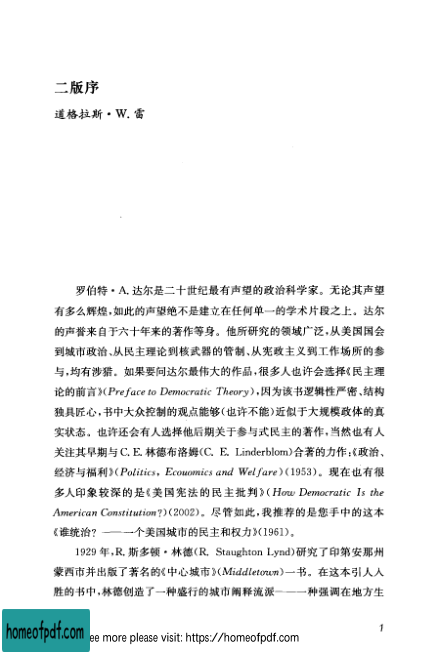 二版序
道格拉斯·W. 雷
罗伯特·A. 达尔是二十世纪最有声望的政治科学家。无论其声望
有多么辉煌,如此的声望绝不是建立在任何单一的学术片段之上。达尔
的声誉来自于六十年来的著作等身。他所研究的领域广泛,从美国国会
到城市政治、从民主理论到核武器的管制、从宪政主义到工作场所的参
与,均有涉猎。如果要问达尔最伟大的作品,很多人也许会选择《民主理
论的前言》(Preface to Democratic Theory),因为该书逻辑性严密、结构
独具匠心,书中大众控制的观点能够(也许不能)近似于大规模政体的真
实状态。也许还会有人选择他后期关于参与式民主的著作,当然也有人
关注其早期与 C. E. 林德布洛姆(C. E. Linderblom)合著的力作:《政治、
经济与福利》(Politics, Ecouomics and Welfare)(1953)。现在也有很
多人印象较深的是《美国宪法的民主批判》(How Democratic Is the
American Constitution?)(2002)。尽管如此,我推荐的是您手中的这本
《谁统治? ——一个美国城市的民主和权力》(1961)。
1929 年,R. 斯多顿·林德(R. Staughton Lynd)研究了印第安那州
蒙西市并出版了著名的《中心城市》(Middletown)一书。在这本引人入
胜的书中,林德创造了一种盛行的城市阐释流派——一种强调在地方生
1
homeofpdf.com
ee more please visit: https://homeofpdf.com